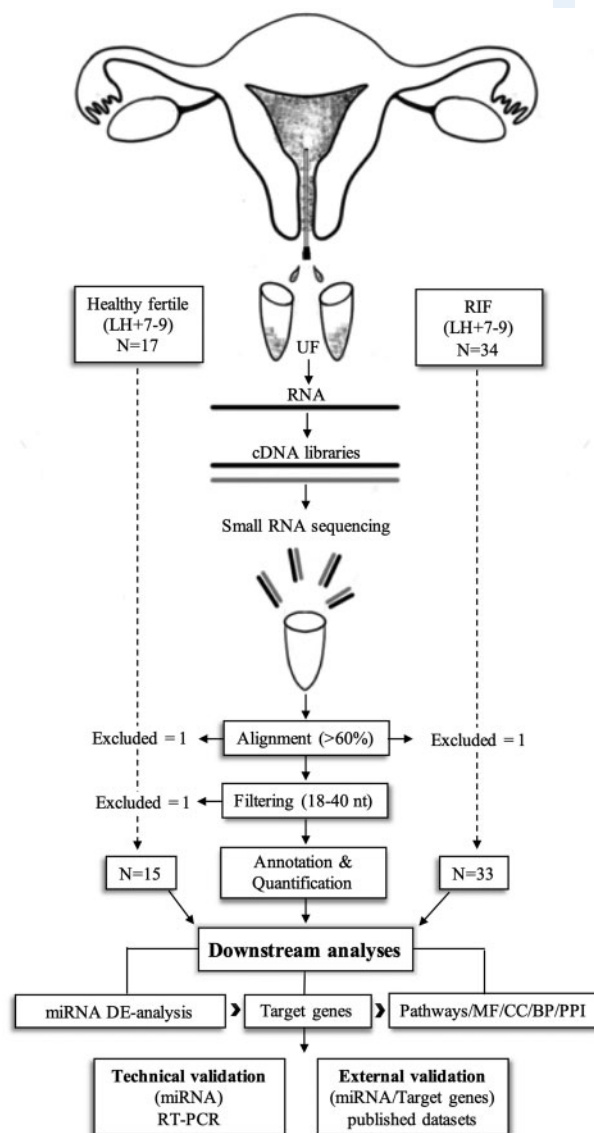 Healthy fertile
(LH+7-9)
N=17
RIF
(LH+7-9)
N=34
UF
RNA
cDNA libraries
Small RNA sequencing
Excluded = 1
Alignment (>60%)
Excluded = 1
Excluded = 1
Filtering (18-40 nt)
N=15
Annotation &
Quantification
N=33
Downstream analyses
miRNA DE-analysis
Target genes
Pathways/MF/CC/BP/PPI
Technical validation
(miRNA)
RT-PCR
External validation
(miRNA/Target genes)
published datasets